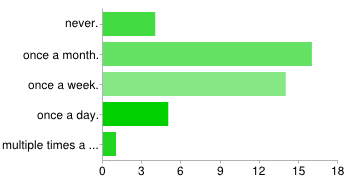 never.
once a month.
once a week.
once a day.
multiple times a ...
0 3 6 9 12 15 18